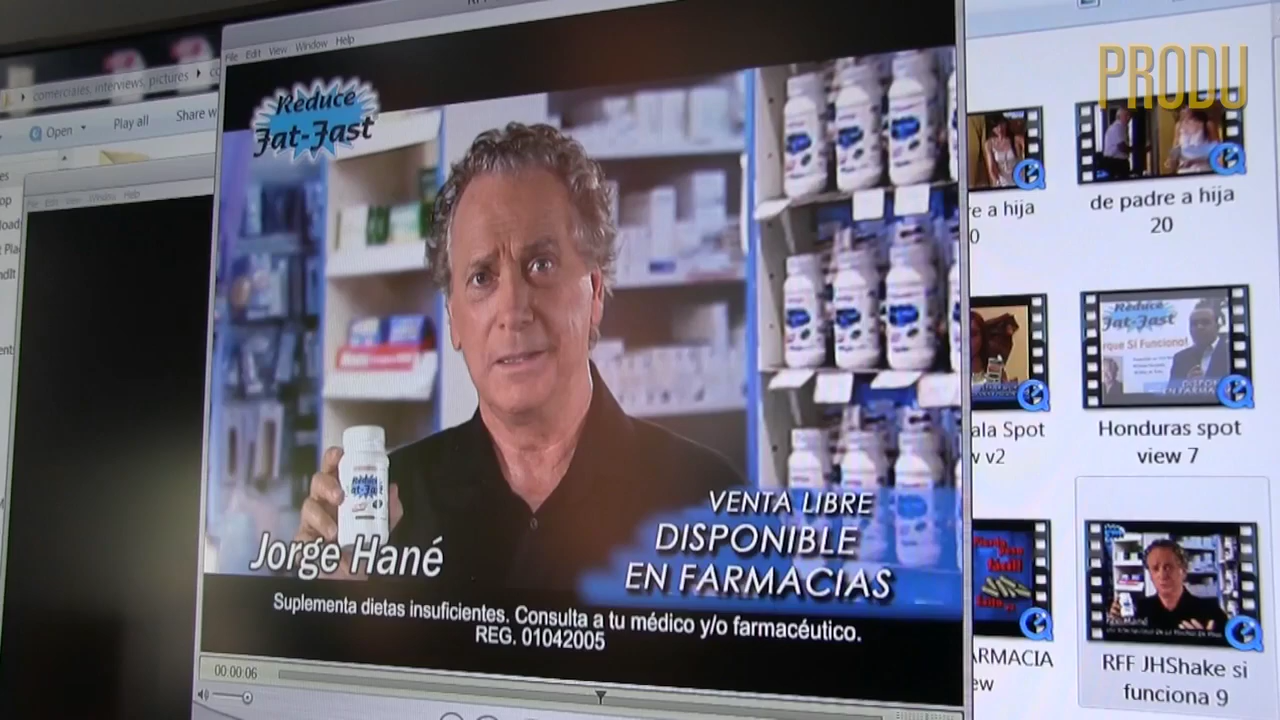 PRODU
File Edit View Window Help
comerciales, interviews, pictures
Open
Play all
Share w
Reduce
Fat-Fast
Jorge Hané
VENTA LIBRE
DISPONIBLE
EN FARMACIAS
Suplementa dietas insuficientes. Consulta a tu médico y/o farmacéutico.
REG. 01042005
00:00:06
re a hija
0
de padre a hija
20
Reduce
Fat-Fast
rque Si Funciona!
ala Spot
v v2
Honduras spot
view 7
ARMACIA
ew
RFF JHShake si
funciona 9